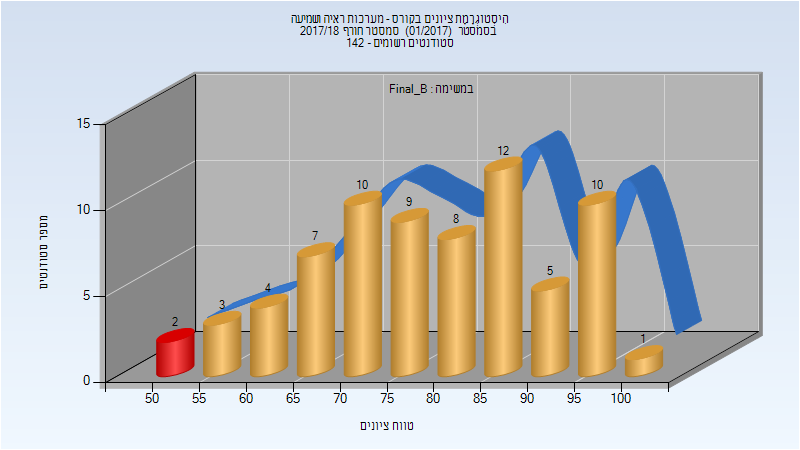 היסטוגרמת ציונים בקורס - מערכות ראיה ושמיעה
בסמסטר (01/2017) סמסטר חורף 2017/18
סטודנטים רשומים - 142
במשימה : Final_B
מספר סטודנטים
15
10
5
0
2
3
4
7
10
9
8
12
5
10
1
50 55 60 65 70 75 80 85 90 95 100
טווח ציונים